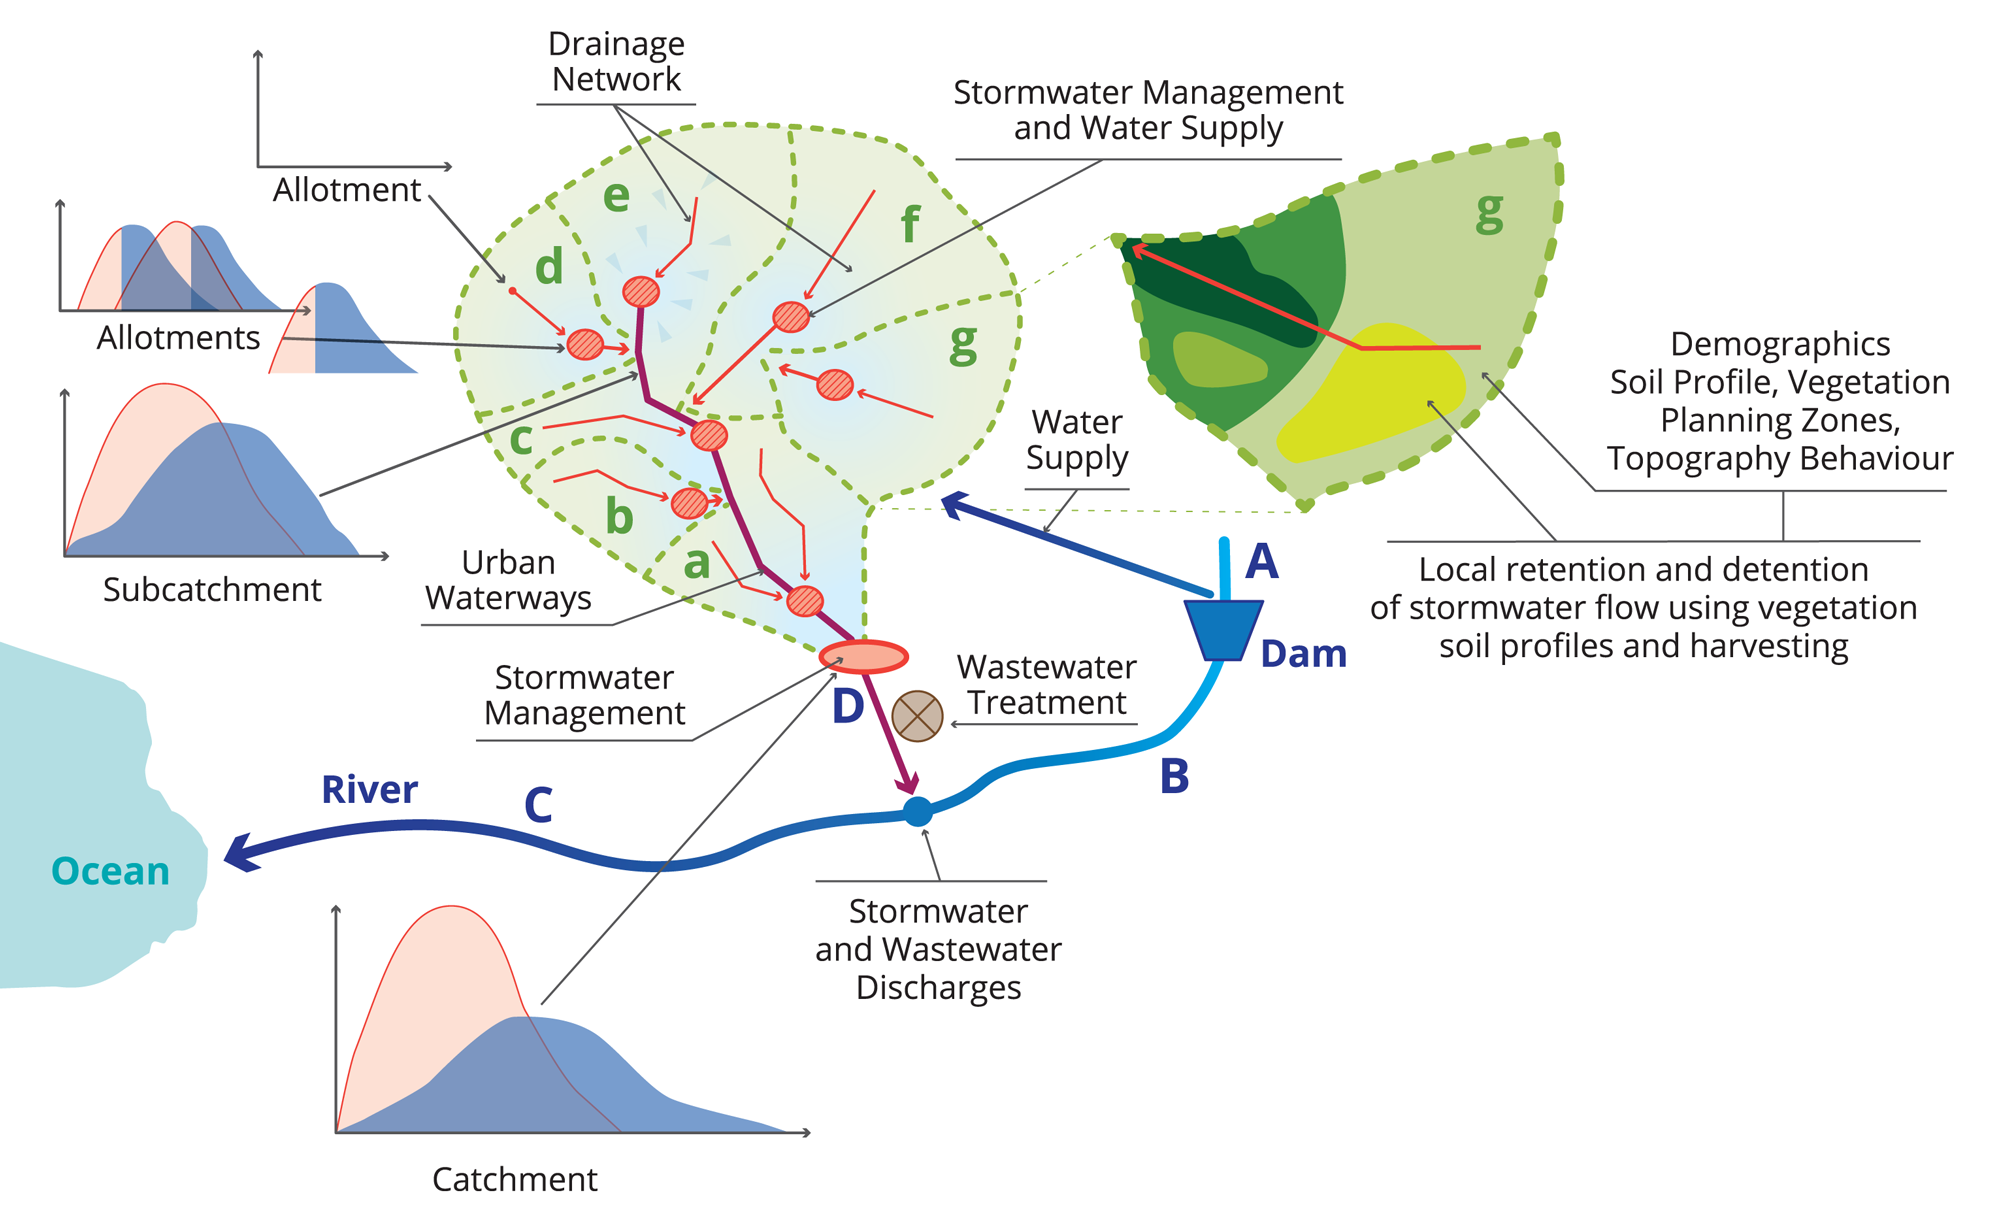 Drainage
Network
Stormwater Management
and Water Supply
Allotment
e
f
g
d
g
Allotments
c
b
a
Water
Supply
Demographics
Soil Profile, Vegetation
Planning Zones,
Topography Behaviour
Subcatchment
Urban
Waterways
A
Dam
Local retention and detention
of stormwater flow using vegetation
soil profiles and harvesting
Stormwater
Management
D
Wastewater
Treatment
B
River
C
Ocean
Stormwater
and Wastewater
Discharges
Catchment